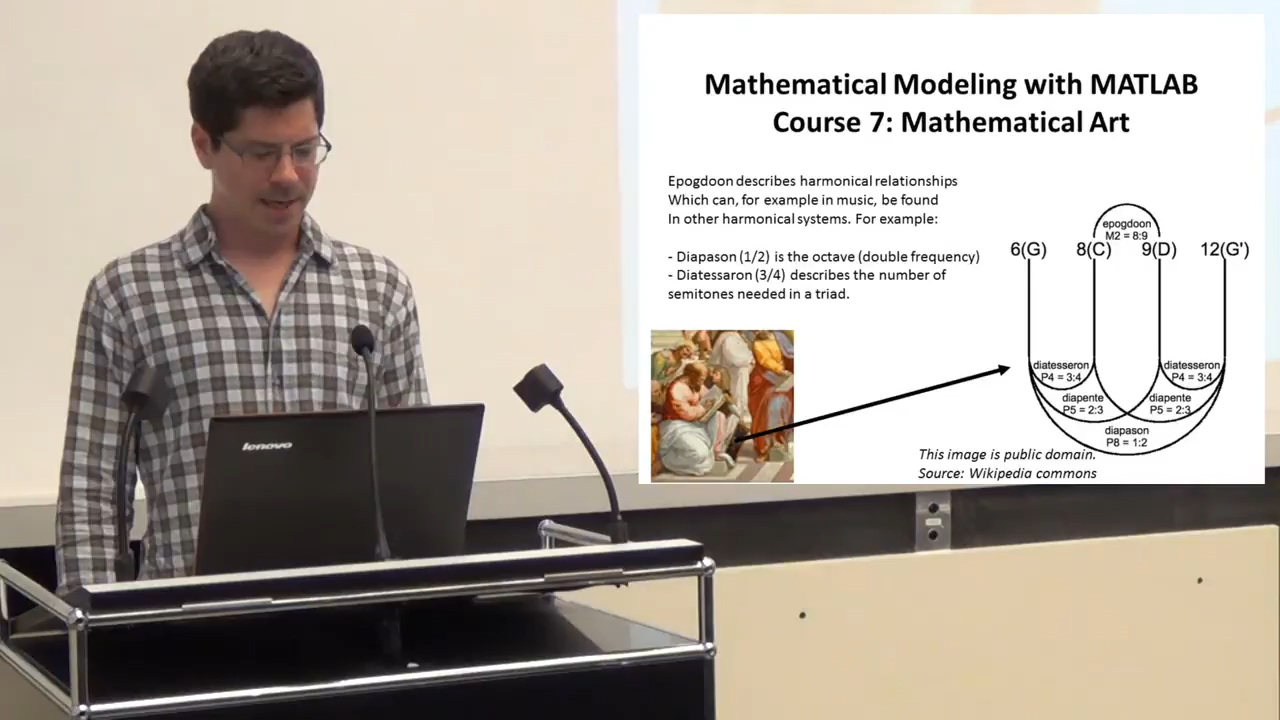 Mathematical Modeling with MATLAB
Course 7: Mathematical Art
Epogdoon describes harmonical relationships
Which can, for example in music, be found
In other harmonical systems. For example:
- Diapason (1/2) is the octave (double frequency)
- Diatessaron (3/4) describes the number of
semitones needed in a triad.
epogdoon
M2 = 8:9
6(G) 8(C) 9(D) 12(G')
diatesseron diatesseron
P4 = 3:4 P4 = 3:4
diapente diapente
P5 = 2:3 P5 = 2:3
diapason
P8 = 1:2
This image is public domain.
Source: Wikipedia commons
lenovo